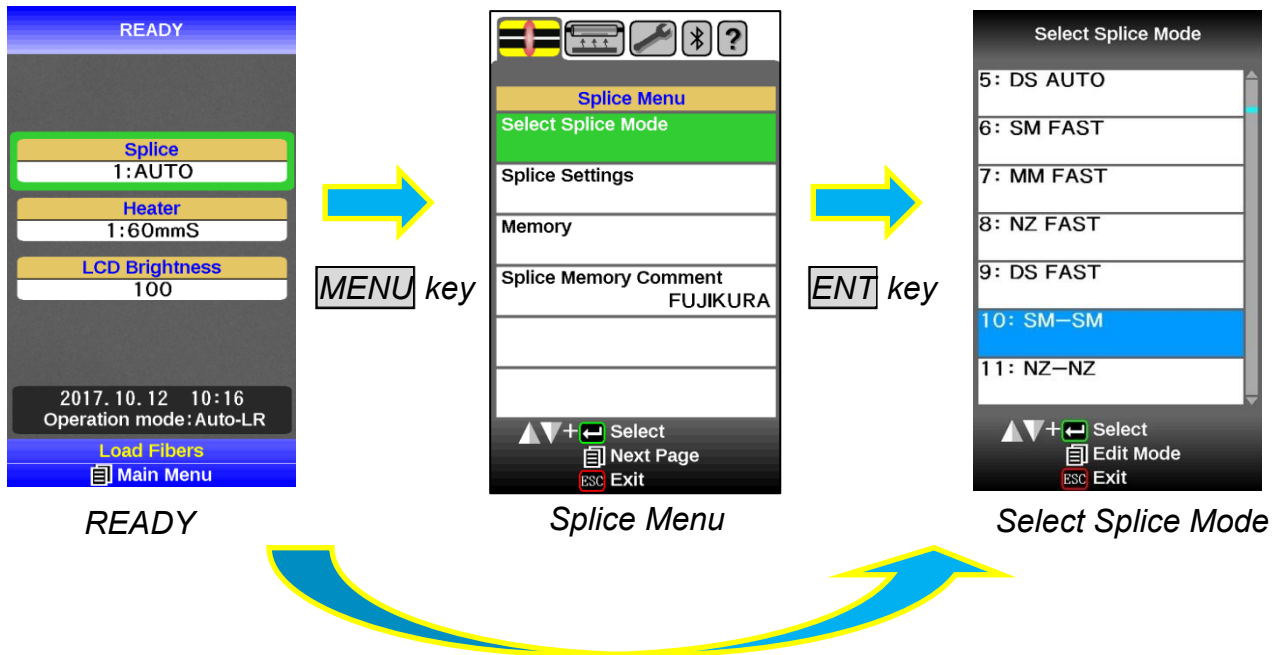 READY
Splice
1:AUTO
Heater
1:60mmS
LCD Brightness
100
2017.10.12 10:16
Operation mode:Auto-LR
Load Fibers
Main Menu
READY
MENU key
?
Splice Menu
Select Splice Mode
Splice Settings
Memory
Splice Memory Comment
FUJIKURA
+ Select
Next Page
ESC Exit
Splice Menu
ENT key
Select Splice Mode
5: DS AUTO
6: SM FAST
7: MM FAST
8: NZ FAST
9: DS FAST
10: SM-SM
11: NZ-NZ
+ Select
Edit Mode
ESC Exit
Select Splice Mode